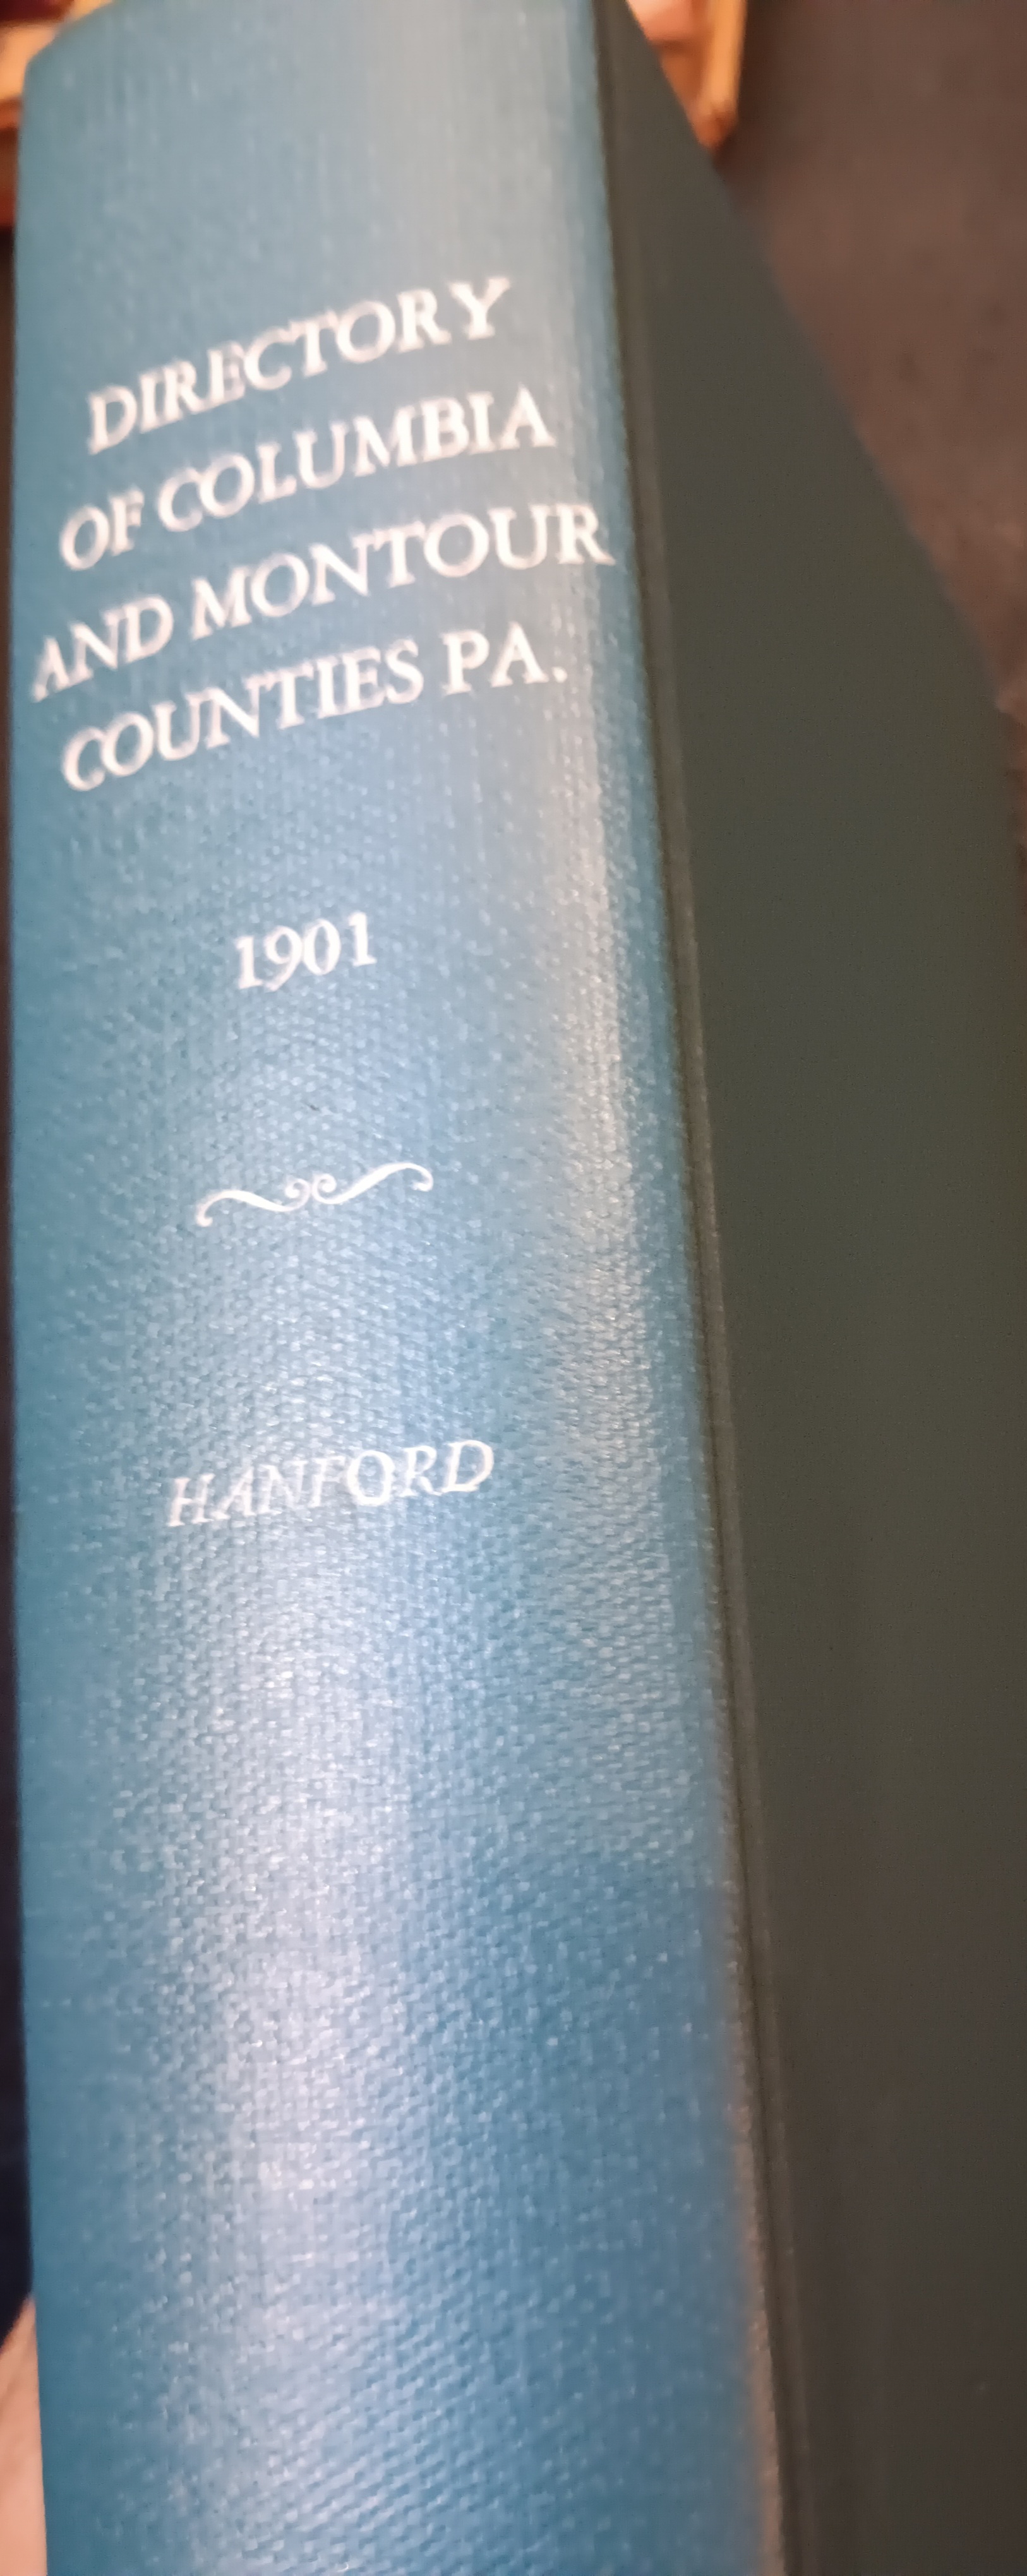 DIRECTORY
OF COLUMBIA
AND MONTOUR
COUNTIES PA.
1901
HANFORD